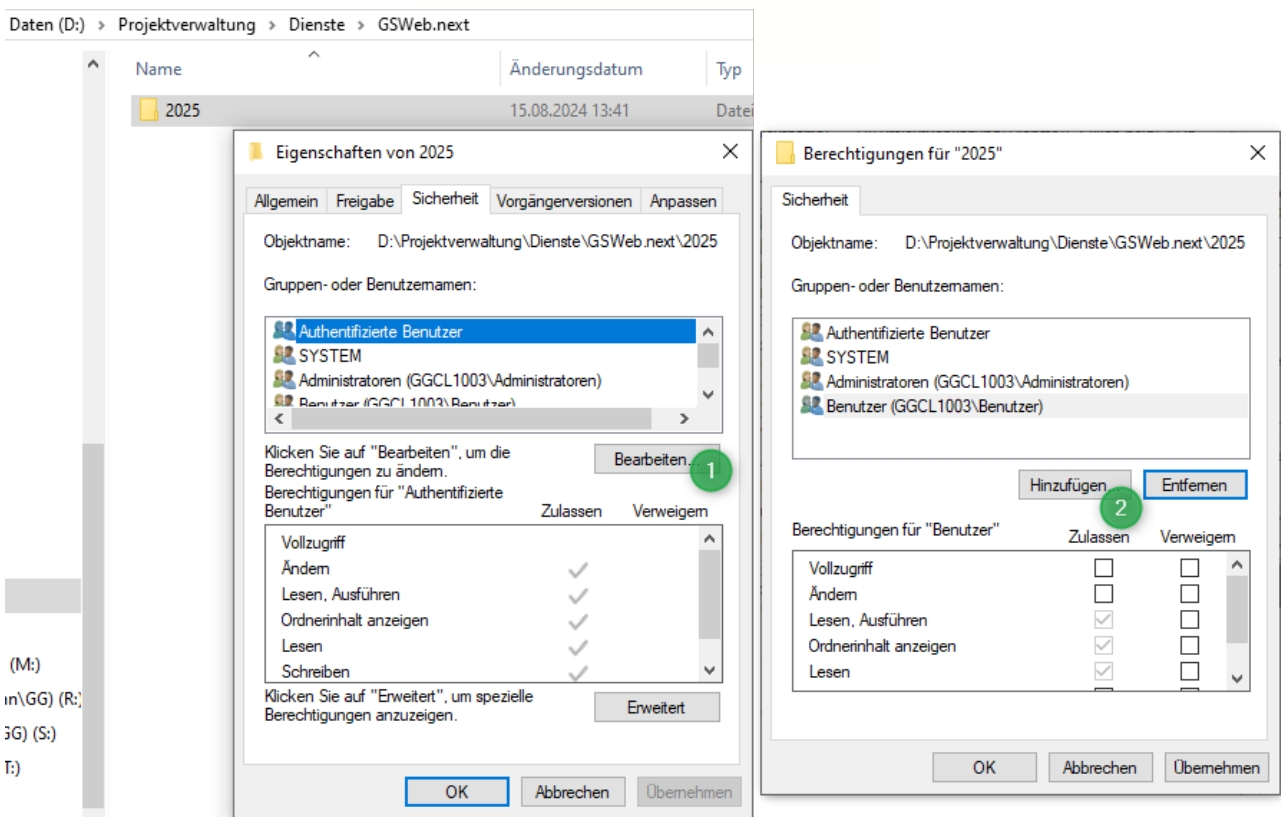 Daten (D:) > Projektverwaltung > Dienste > GSWeb.next
Name Änderungsdatum Typ
2025 15.08.2024 13:41 Datei
(M:)
n\GG) (R:)
GG) (S:)
T:)
Eigenschaften von 2025
Allgemein Freigabe Sicherheit Vorgängerversionen Anpassen
Objektname: D:\Projektverwaltung\Dienste\GSWeb.next\2025
Gruppen- oder Benutzernamen:
Authentifizierte Benutzer
SYSTEM
Administratoren (GGCL1003\Administratoren)
Benutzer (GGCL1003\Benutzer)
Klicken Sie auf "Bearbeiten", um die
Berechtigungen zu ändern.
Bearbeiten...
1
Berechtigungen für "Authentifizierte
Benutzer" Zulassen Verweigern
Vollzugriff
Ändern
Lesen, Ausführen
Ordnerinhalt anzeigen
Lesen
Schreiben
Klicken Sie auf "Erweitert", um spezielle
Berechtigungen anzuzeigen.
Erweitert
OK Abbrechen Übernehmen
Berechtigungen für "2025"
Sicherheit
Objektname: D:\Projektverwaltung\Dienste\GSWeb.next\2025
Gruppen- oder Benutzernamen:
Authentifizierte Benutzer
SYSTEM
Administratoren (GGCL1003\Administratoren)
Benutzer (GGCL1003\Benutzer)
Hinzufügen... Entfernen
2
Berechtigungen für "Benutzer" Zulassen Verweigern
Vollzugriff
Ändern
Lesen, Ausführen
Ordnerinhalt anzeigen
Lesen
OK Abbrechen Übernehmen